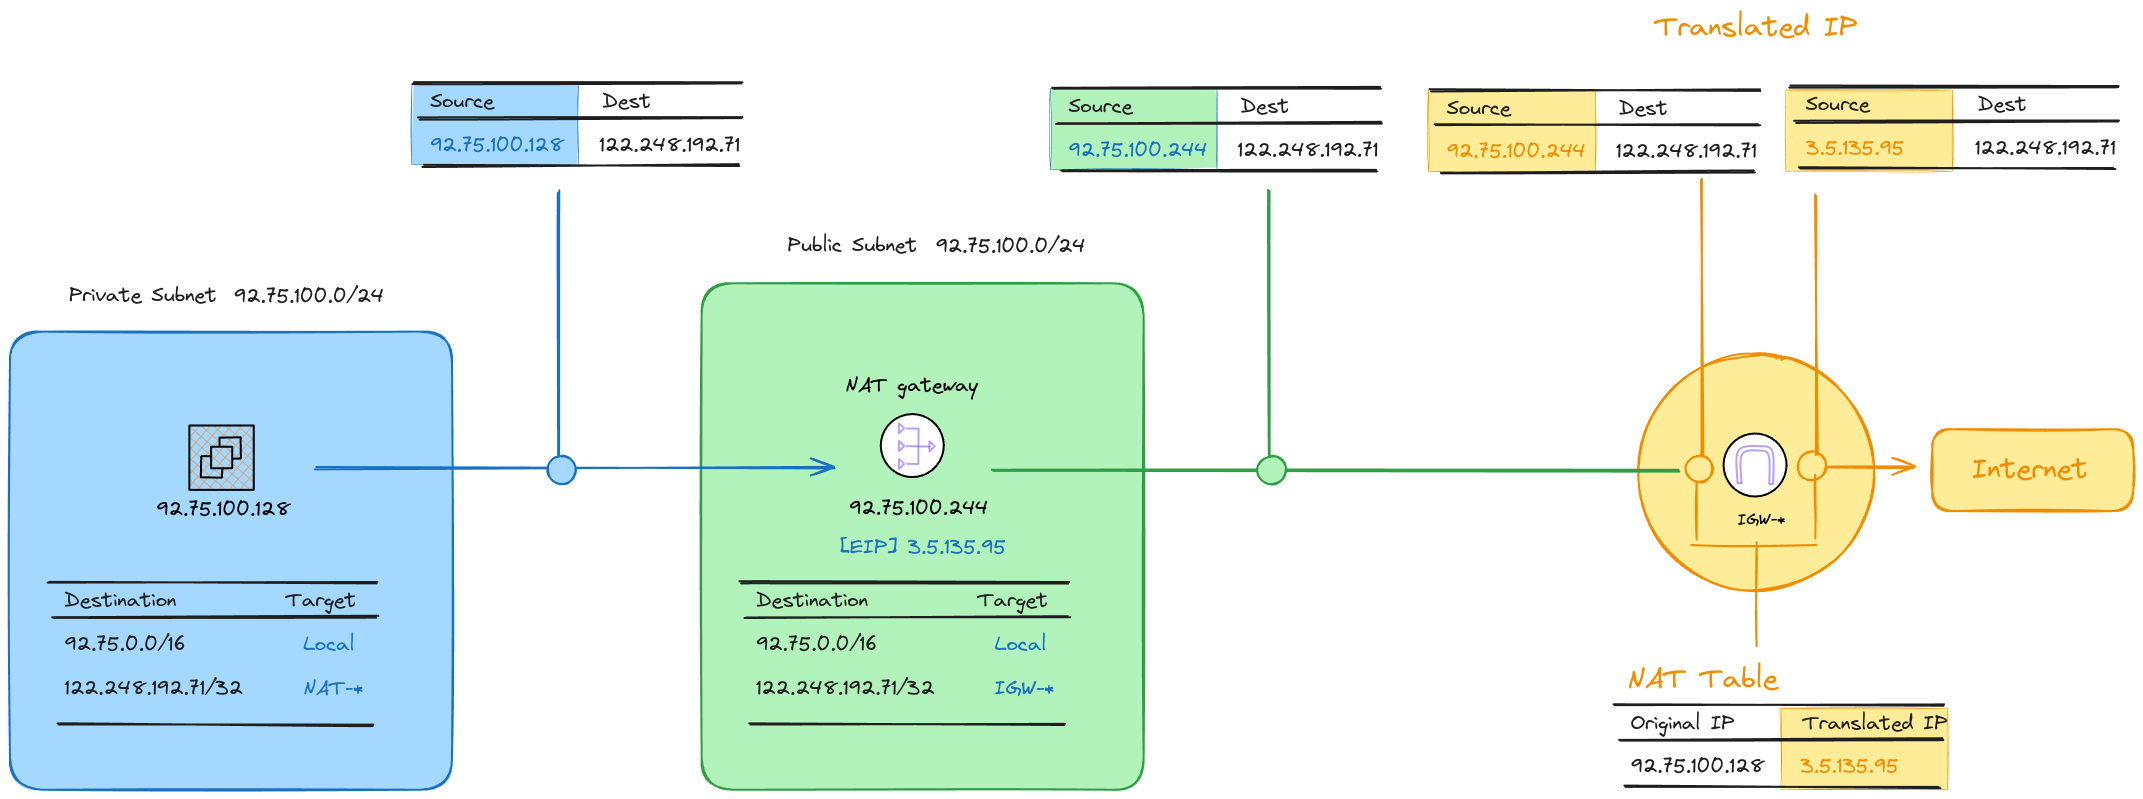 Translated IP
Source Dest
92.75.100.128 122.248.192.71
Source Dest
92.75.100.244 122.248.192.71
Source Dest
92.75.100.244 122.248.192.71
Source Dest
3.5.135.95 122.248.192.71
Private Subnet 92.75.100.0/24
92.75.100.128
Destination Target
92.75.0.0/16 Local
122.248.192.71/32 NAT-*
Public Subnet 92.75.100.0/24
NAT gateway
92.75.100.244
[EIP] 3.5.135.95
Destination Target
92.75.0.0/16 Local
122.248.192.71/32 IGW-*
IGW-*
Internet
NAT Table
Original IP Translated IP
92.75.100.128 3.5.135.95